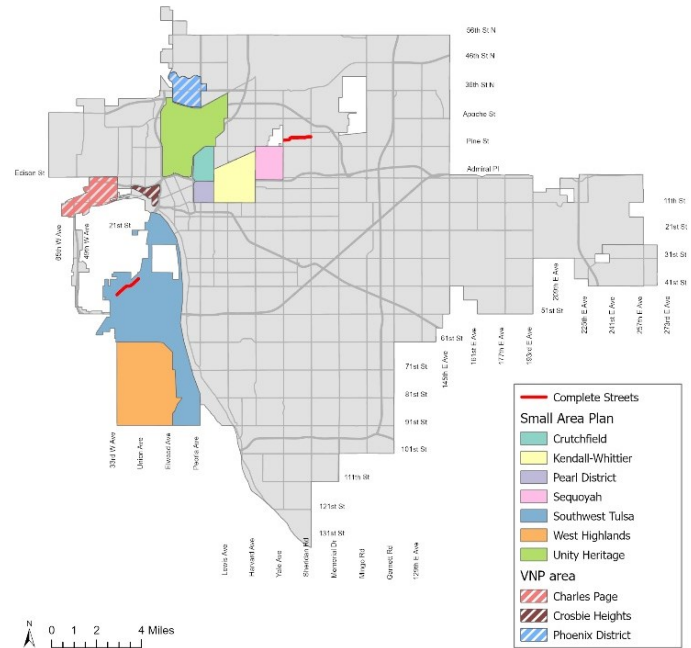 56th St N
46th St N
36th St N
Apache St
Pine St
Edison St
Admiral Pl
11th St
21st St
21st St
31st St
41st St
65th W Ave
49th W Ave
209th E Ave
225th E Ave
241st E Ave
257th E Ave
273rd E Ave
51st St
61st St
145th E Ave
161st E Ave
177th E Ave
193rd E Ave
71st St
81st St
91st St
101st St
33rd W Ave
Union Ave
Elwood Ave
Peoria Ave
111th St
121st St
131st St
Lewis Ave
Harvard Ave
Yale Ave
Sheridan Rd
Memorial Dr
Mingo Rd
Garnett Rd
129th E Ave
Complete Streets
Small Area Plan
Crutchfield
Kendall-Whittier
Pearl District
Sequoyah
Southwest Tulsa
West Highlands
Unity Heritage
VNP area
Charles Page
Crosbie Heights
Phoenix District
N
0 1 2 4 Miles